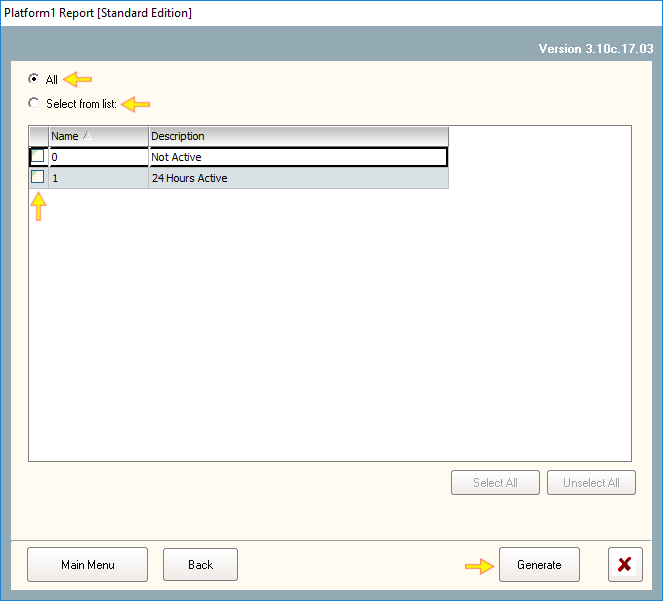 Platform1 Report [Standard Edition]
Version 3.10c.17.03
All
Select from list:
Name Description
0 Not Active
1 24 Hours Active
Select All Unselect All
Main Menu Back Generate